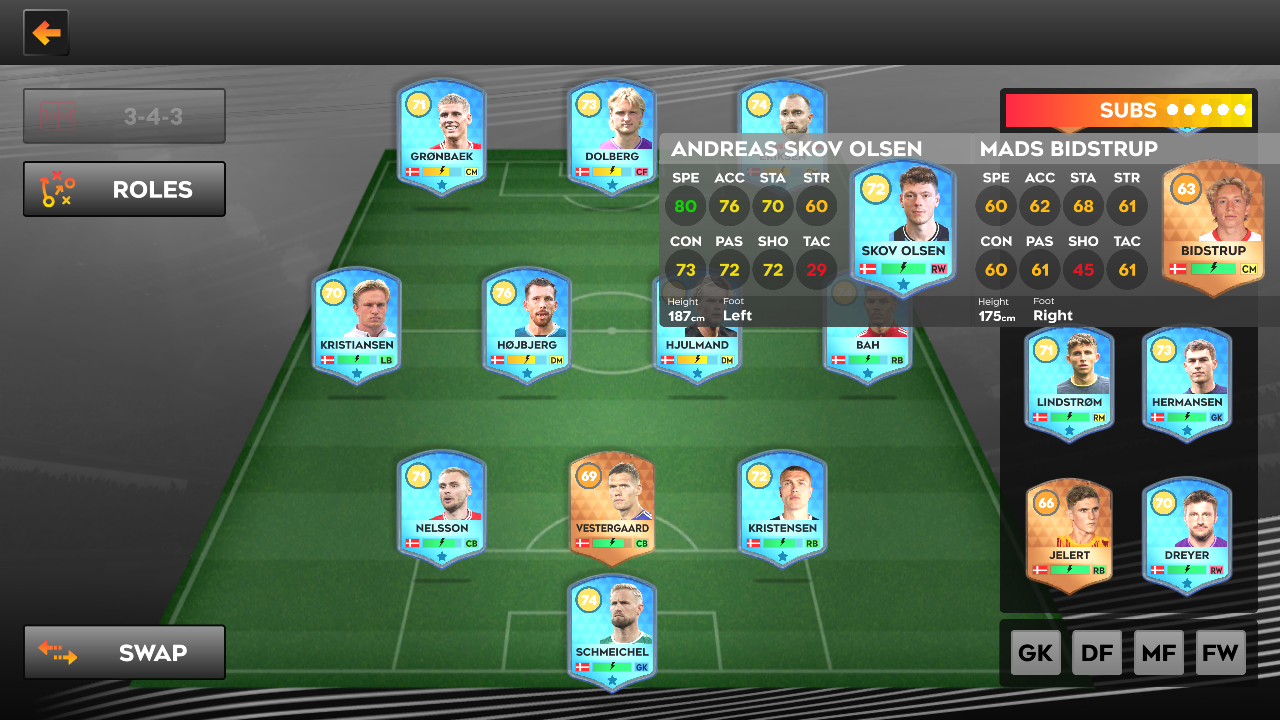 3-4-3
ROLES
SWAP
71
GRØNBAEK
CM
73
DOLBERG
CF
74
ERIKSEN
ANDREAS SKOV OLSEN
SPE ACC STA STR
80 76 70 60
CON PAS SHO TAC
73 72 72 29
Height Foot
187cm Left
72
SKOV OLSEN
RW
MADS BIDSTRUP
SPE ACC STA STR
60 62 68 61
CON PAS SHO TAC
60 61 45 61
Height Foot
175cm Right
63
BIDSTRUP
CM
70
KRISTIANSEN
LB
76
HØJBJERG
DM
HJULMAND
DM
BAH
RB
71
NELSSON
CB
69
VESTERGAARD
CB
72
KRISTENSEN
RB
74
SCHMEICHEL
GK
SUBS
71
LINDSTRØM
RM
73
HERMANSEN
GK
66
JELERT
RB
70
DREYER
RW
GK DF MF FW